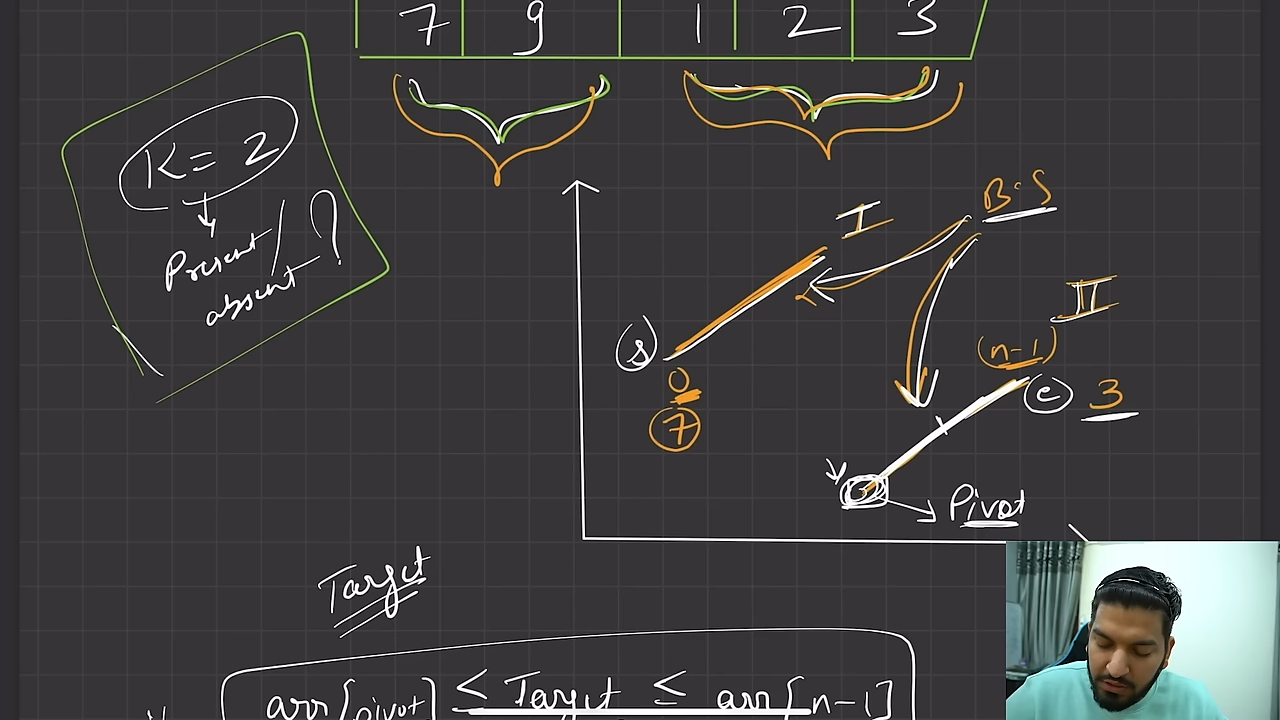 7 9 1 2 3
K = 2
Present/
absent ?
B.S
I
II
(s)
0
7
(n-1)
(e) 3
Pivot
Target
arr[pivot] ≤ Target ≤ arr[n-1]